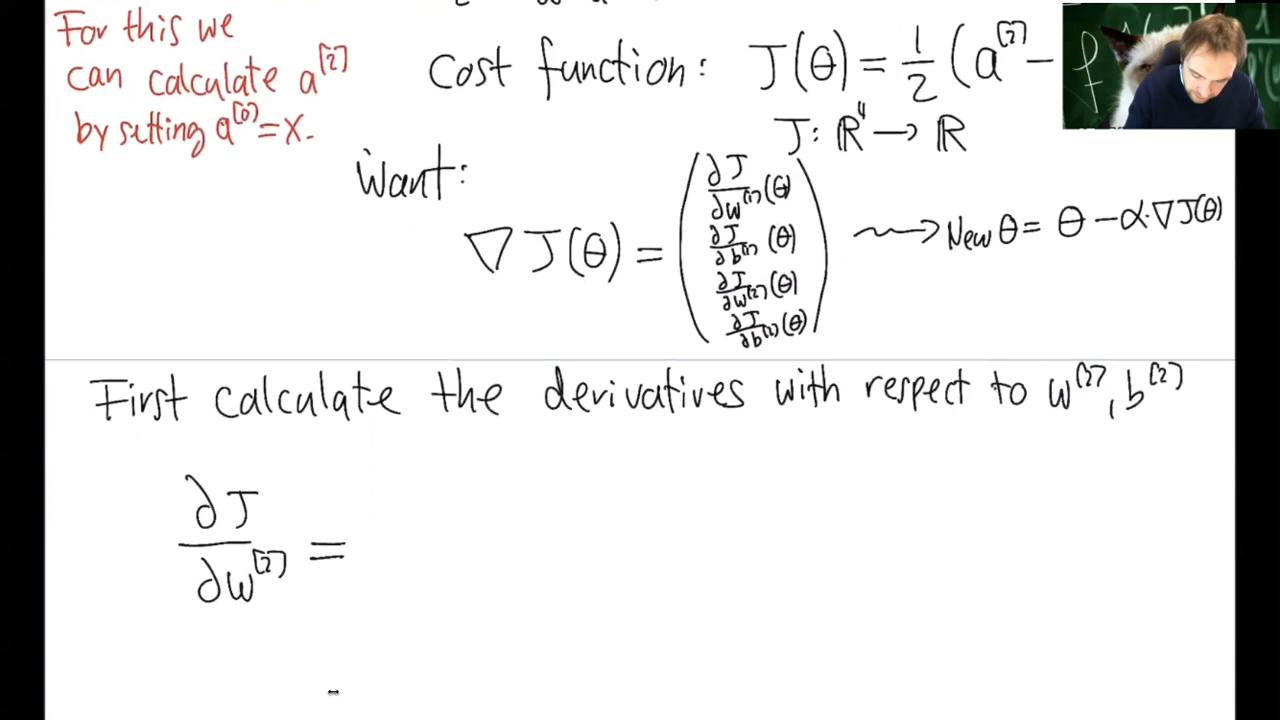 For this we
can calculate a^[2]
by setting a^[0]=x.
Cost function: J(θ) = 1/2 (a^[2] -
J: ℝ^4 → ℝ
Want:
∇J(θ) = ( ∂J/∂w^[1] (θ)
∂J/∂b^[1] (θ)
∂J/∂w^[2] (θ)
∂J/∂b^[2] (θ) ) ⇝ New θ = θ - α·∇J(θ)
First calculate the derivatives with respect to w^[2], b^[2]
∂J/∂w^[2] =